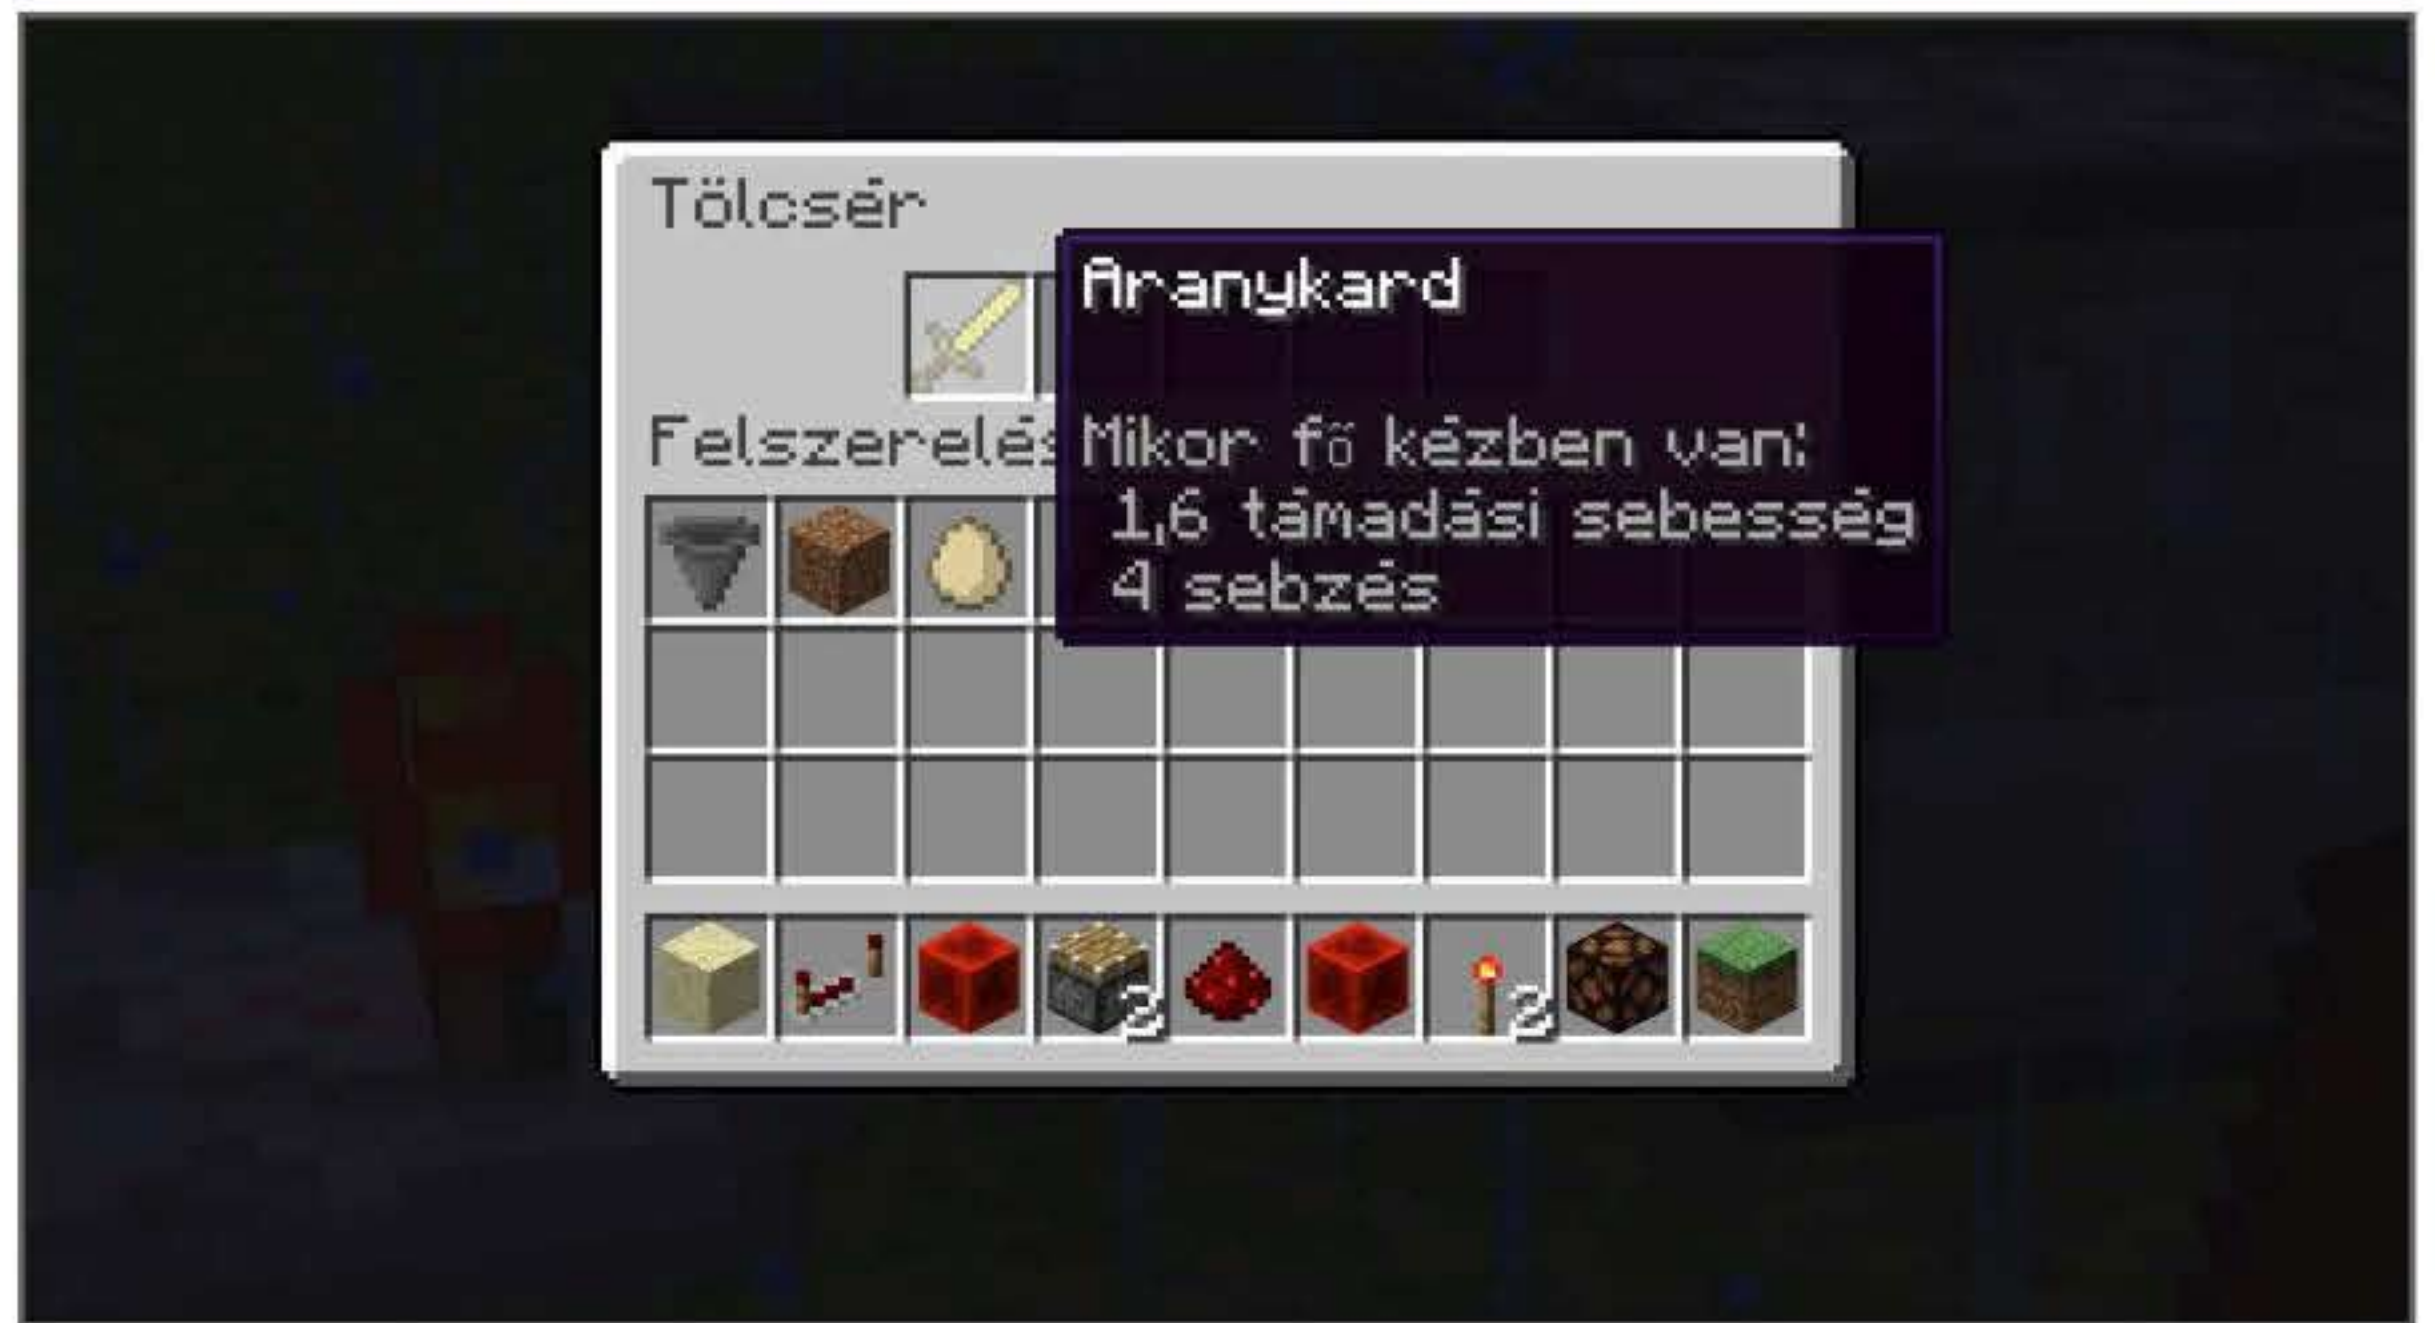 Tölcsér
Aranykard
Felszerelés
Mikor fő kézben van:
1,6 támadási sebesség
4 sebzés
2
2